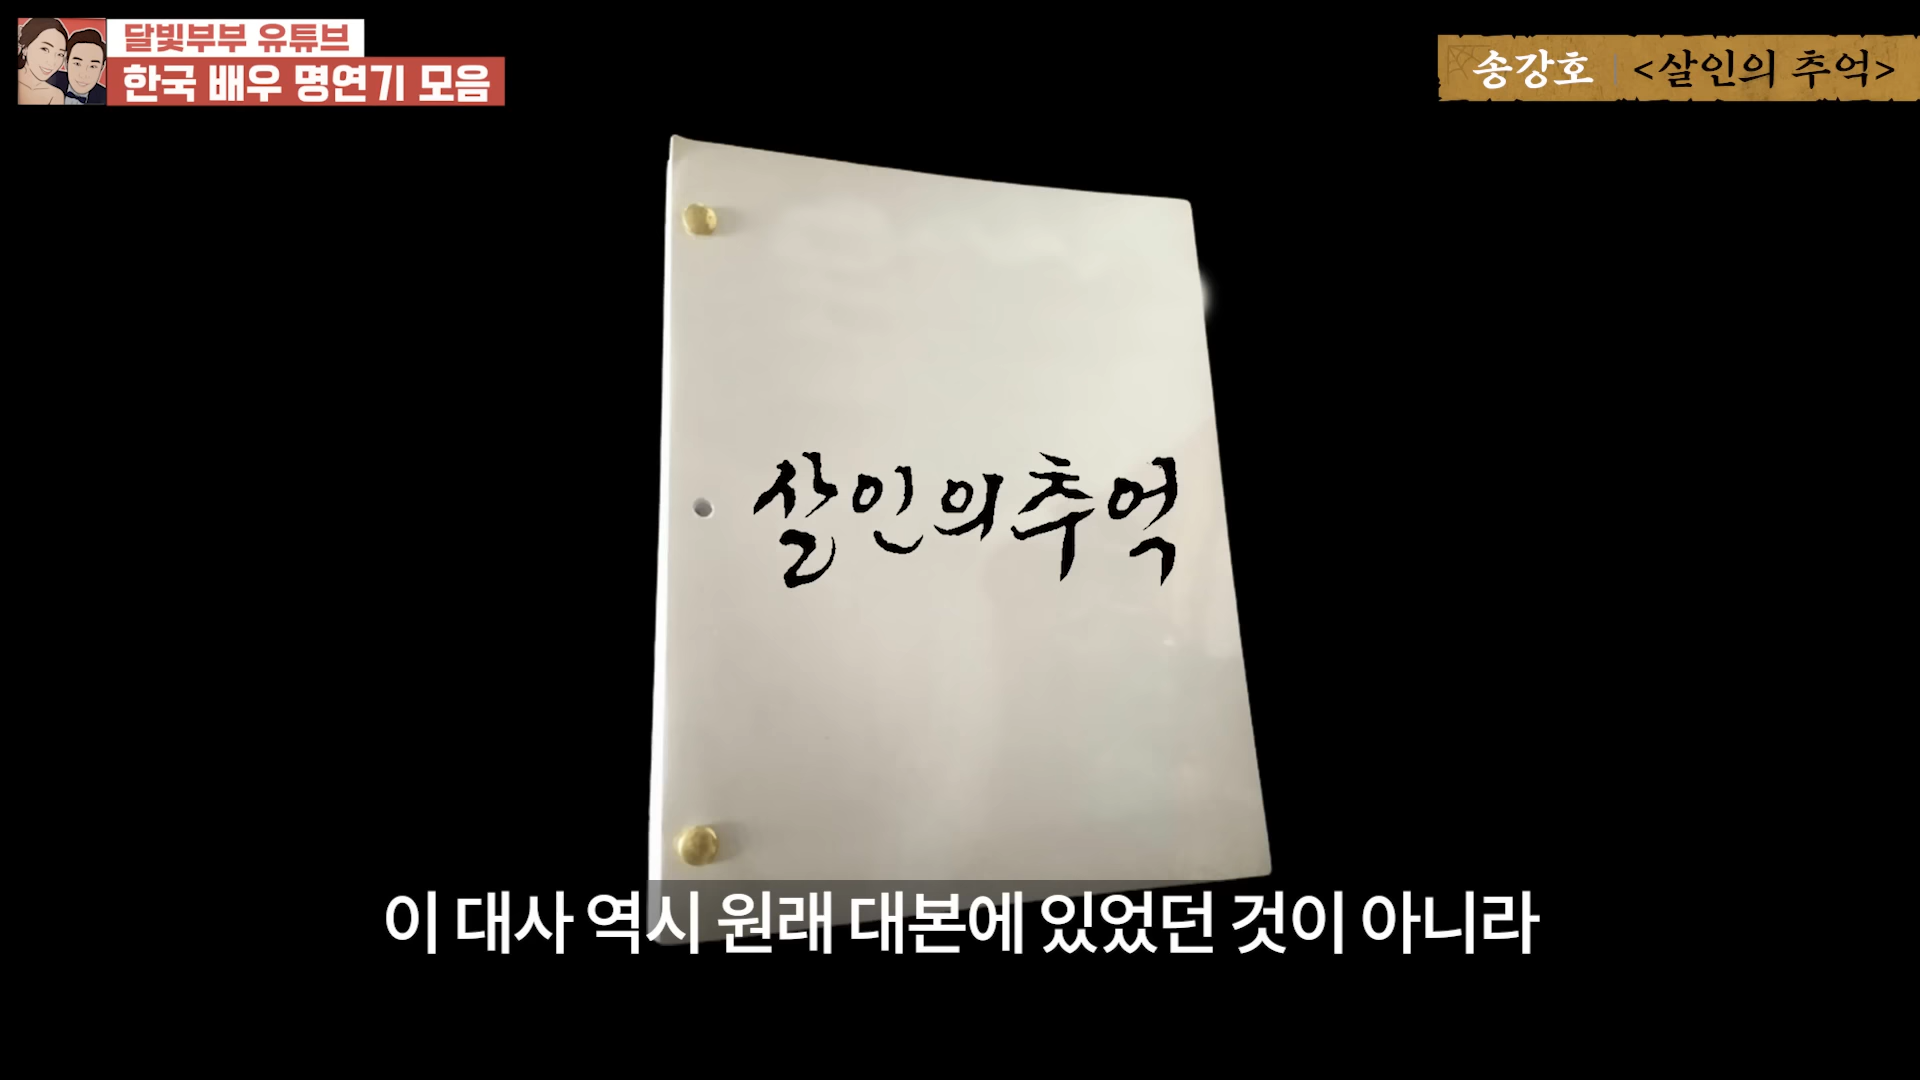 달빛부부 유튜브
한국 배우 명연기 모음
송강호 | <살인의 추억>
살인의추억
이 대사 역시 원래 대본에 있었던 것이 아니라